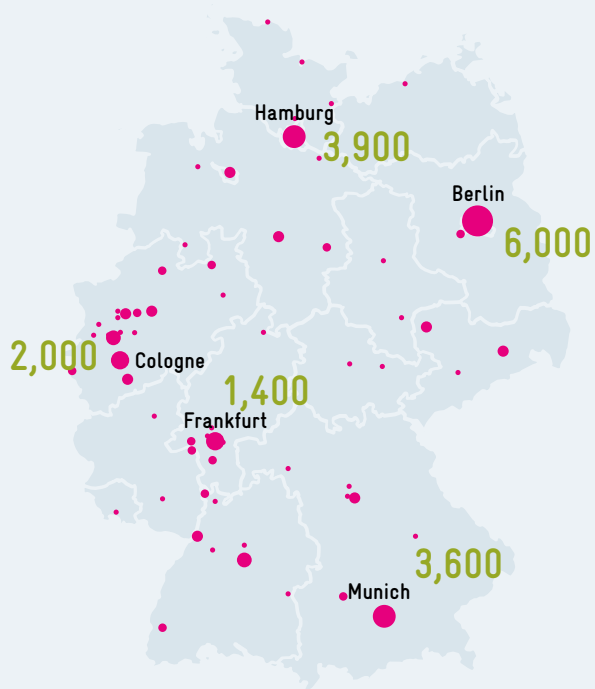 Hamburg
3,900
Berlin
6,000
2,000
Cologne
1,400
Frankfurt
3,600
Munich